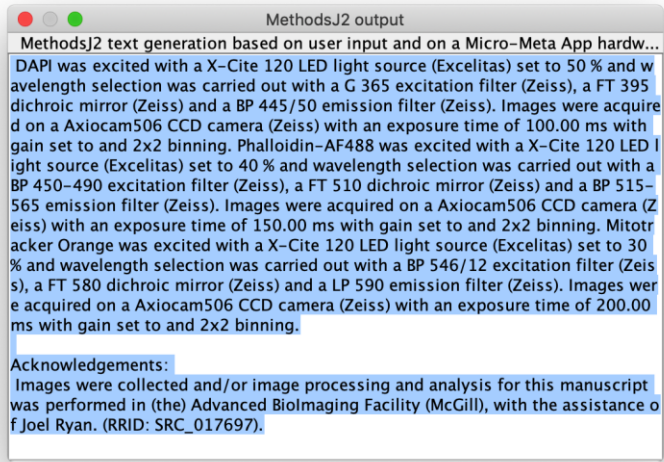 MethodsJ2 output
MethodsJ2 text generation based on user input and on a Micro-Meta App hardw...
DAPI was excited with a X-Cite 120 LED light source (Excelitas) set to 50 % and w
avelength selection was carried out with a G 365 excitation filter (Zeiss), a FT 395
dichroic mirror (Zeiss) and a BP 445/50 emission filter (Zeiss). Images were acquire
d on a Axiocam506 CCD camera (Zeiss) with an exposure time of 100.00 ms with
gain set to and 2x2 binning. Phalloidin-AF488 was excited with a X-Cite 120 LED l
ight source (Excelitas) set to 40 % and wavelength selection was carried out with a
BP 450-490 excitation filter (Zeiss), a FT 510 dichroic mirror (Zeiss) and a BP 515-
565 emission filter (Zeiss). Images were acquired on a Axiocam506 CCD camera (Z
eiss) with an exposure time of 150.00 ms with gain set to and 2x2 binning. Mitotr
acker Orange was excited with a X-Cite 120 LED light source (Excelitas) set to 30
% and wavelength selection was carried out with a BP 546/12 excitation filter (Zeis
s), a FT 580 dichroic mirror (Zeiss) and a LP 590 emission filter (Zeiss). Images wer
e acquired on a Axiocam506 CCD camera (Zeiss) with an exposure time of 200.00
ms with gain set to and 2x2 binning.
Acknowledgements:
Images were collected and/or image processing and analysis for this manuscript
was performed in (the) Advanced BioImaging Facility (McGill), with the assistance o
f Joel Ryan. (RRID: SRC_017697).